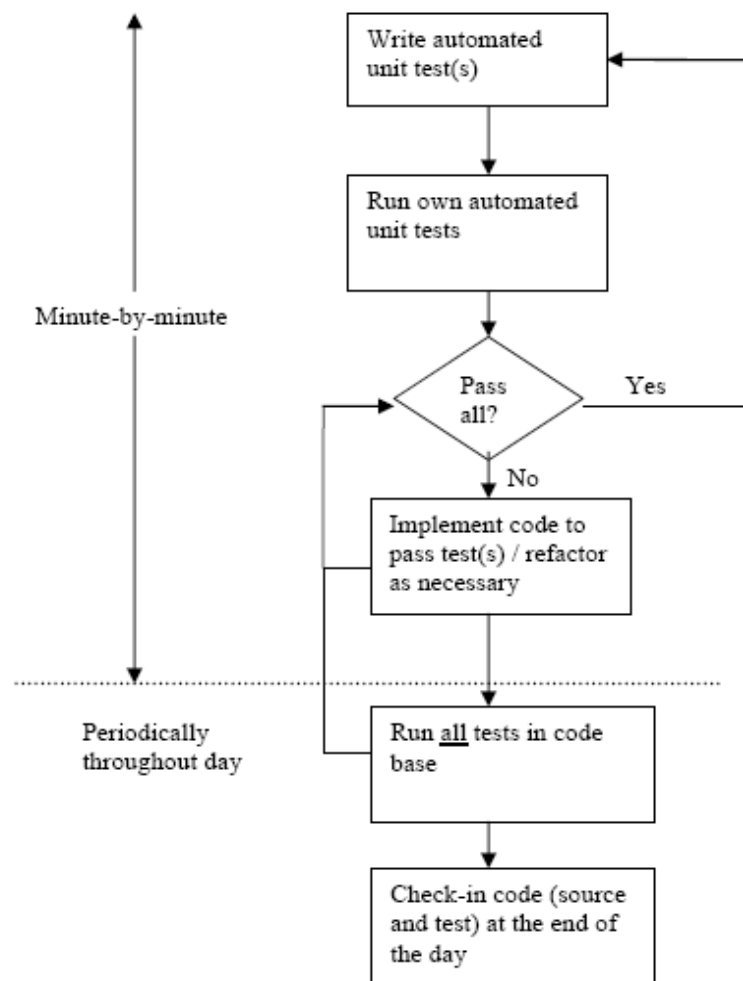 Write automated
unit test(s)
Run own automated
unit tests
Minute-by-minute
Pass
all?
Yes
No
Implement code to
pass test(s) / refactor
as necessary
Periodically
throughout day
Run all tests in code
base
Check-in code (source
and test) at the end of
the day